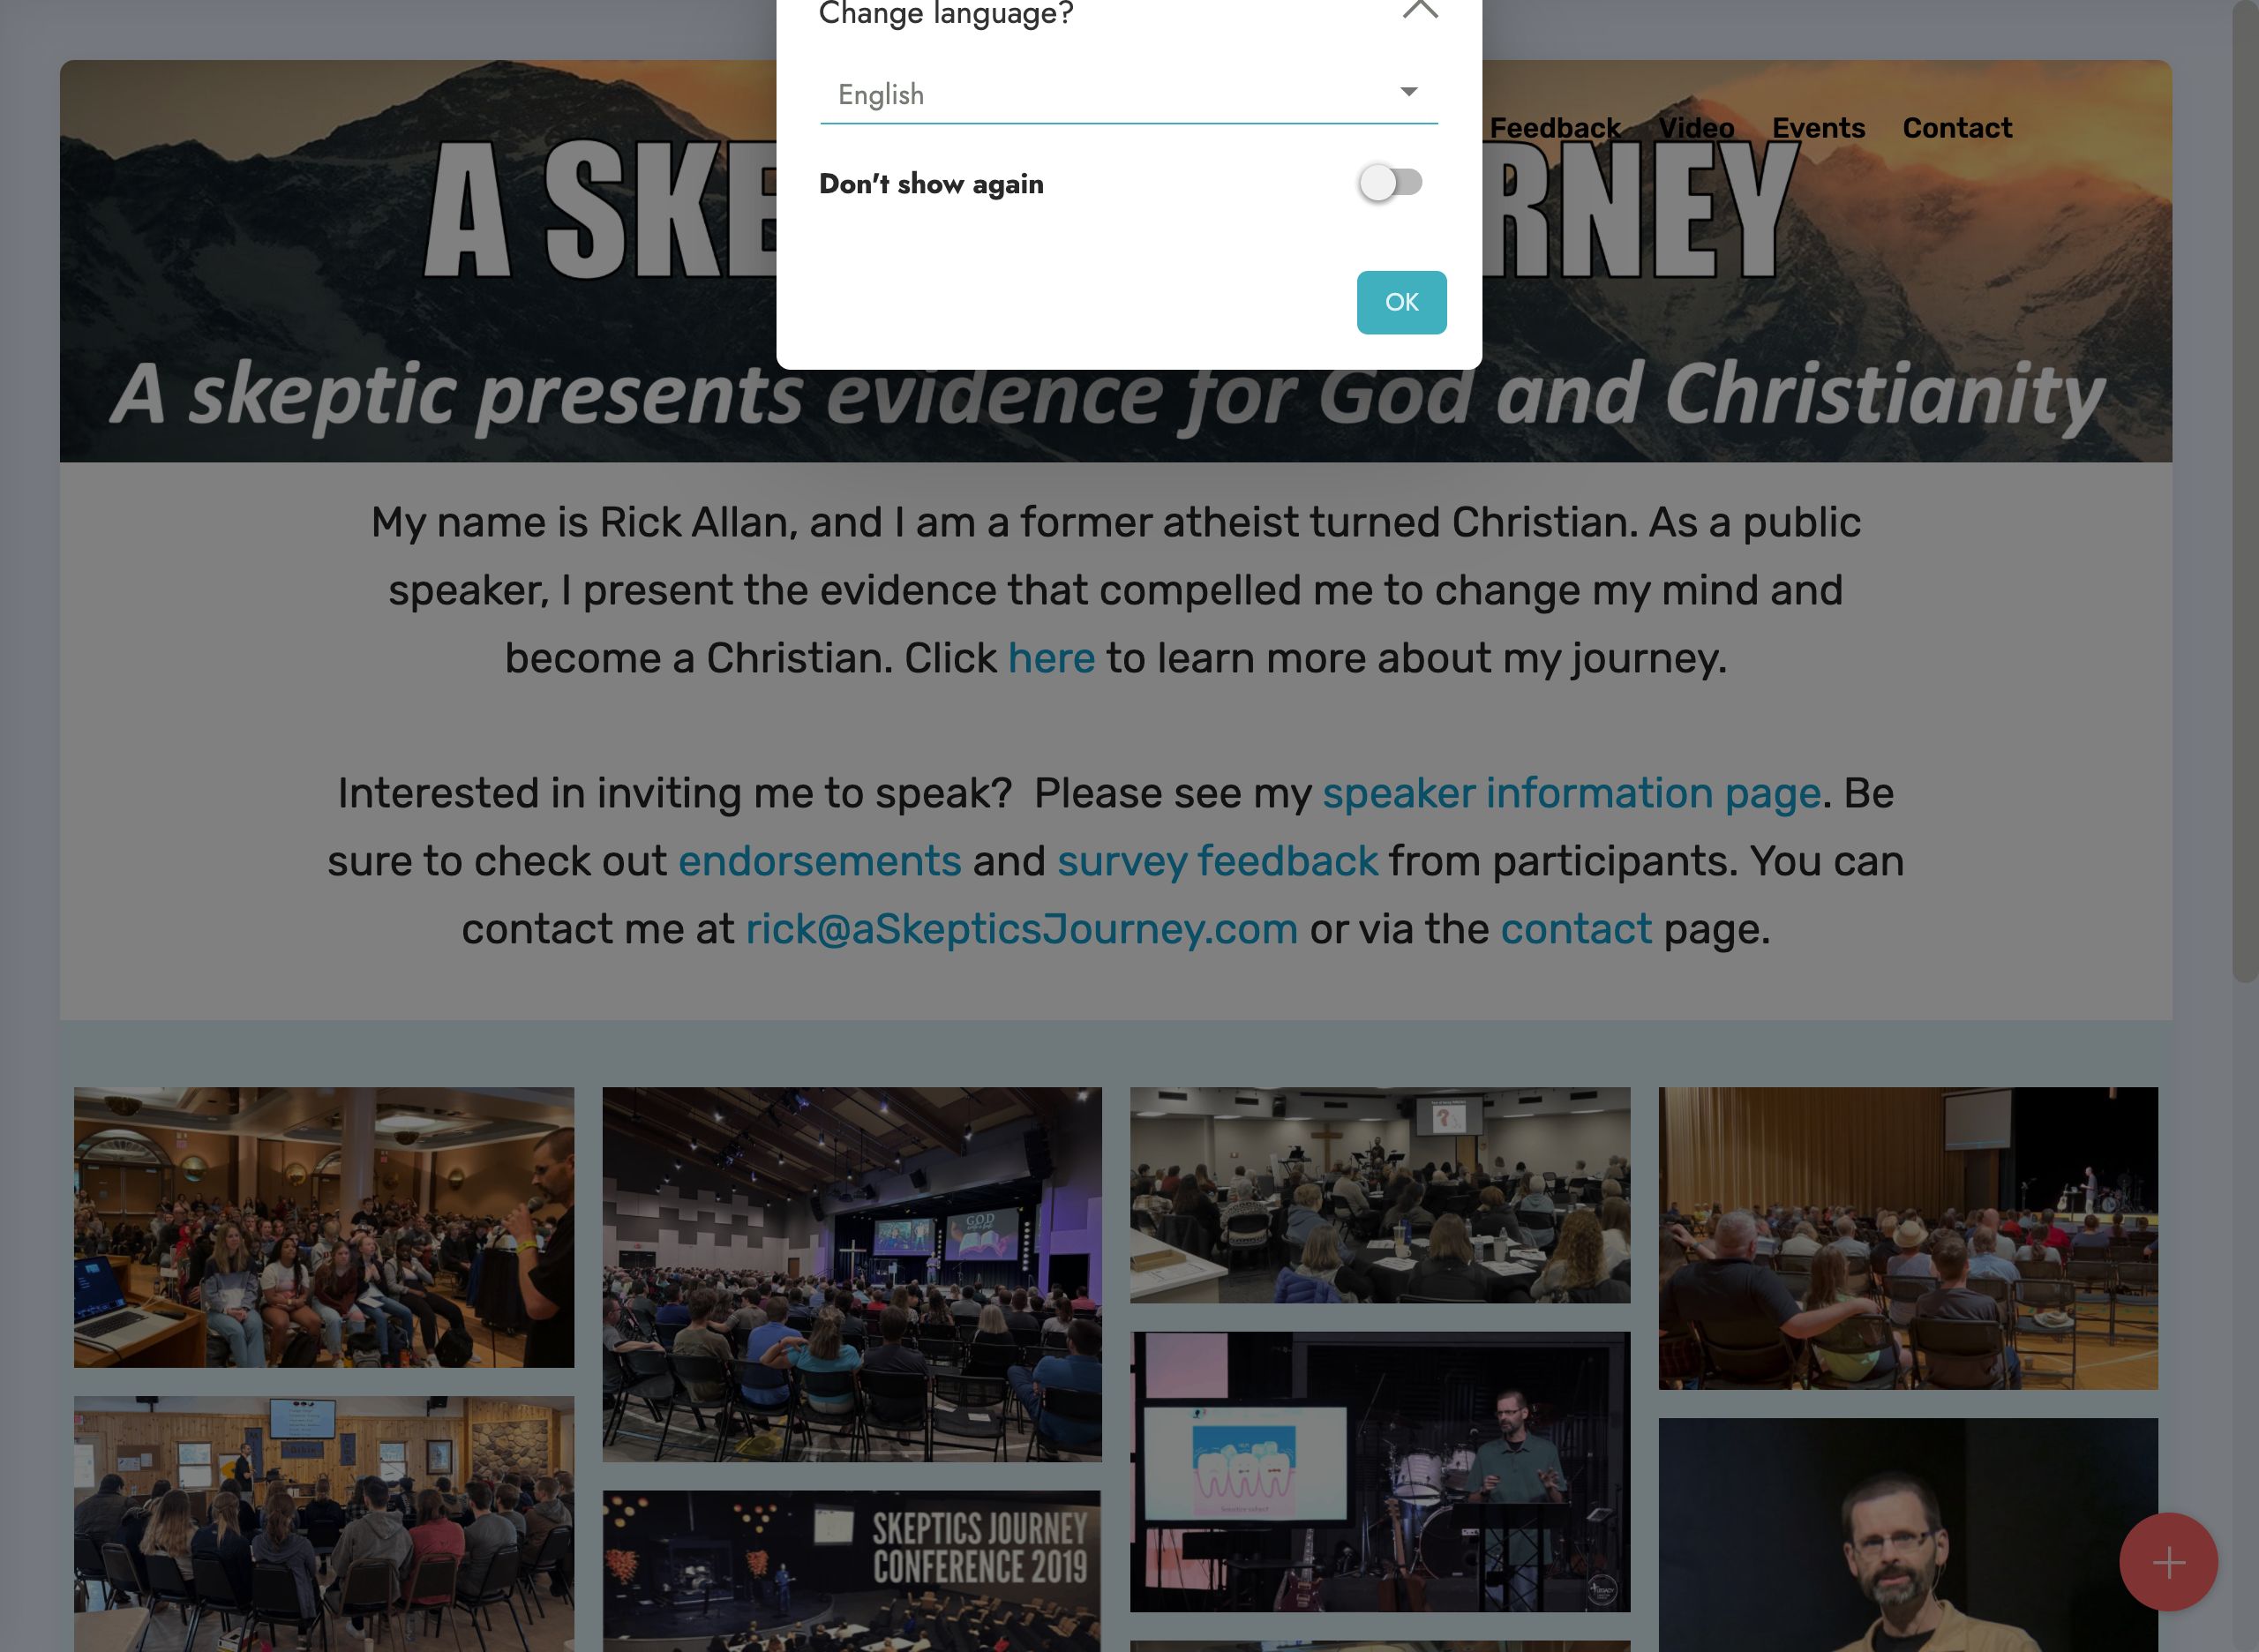 Change language?
English
Don't show again
OK
Feedback Video Events Contact
A SKE RNEY
A skeptic presents evidence for God and Christianity
My name is Rick Allan, and I am a former atheist turned Christian. As a public
speaker, I present the evidence that compelled me to change my mind and
become a Christian. Click here to learn more about my journey.
Interested in inviting me to speak?  Please see my speaker information page. Be
sure to check out endorsements and survey feedback from participants. You can
contact me at rick@aSkepticsJourney.com or via the contact page.
GOD
SKEPTICS JOURNEY
CONFERENCE 2019